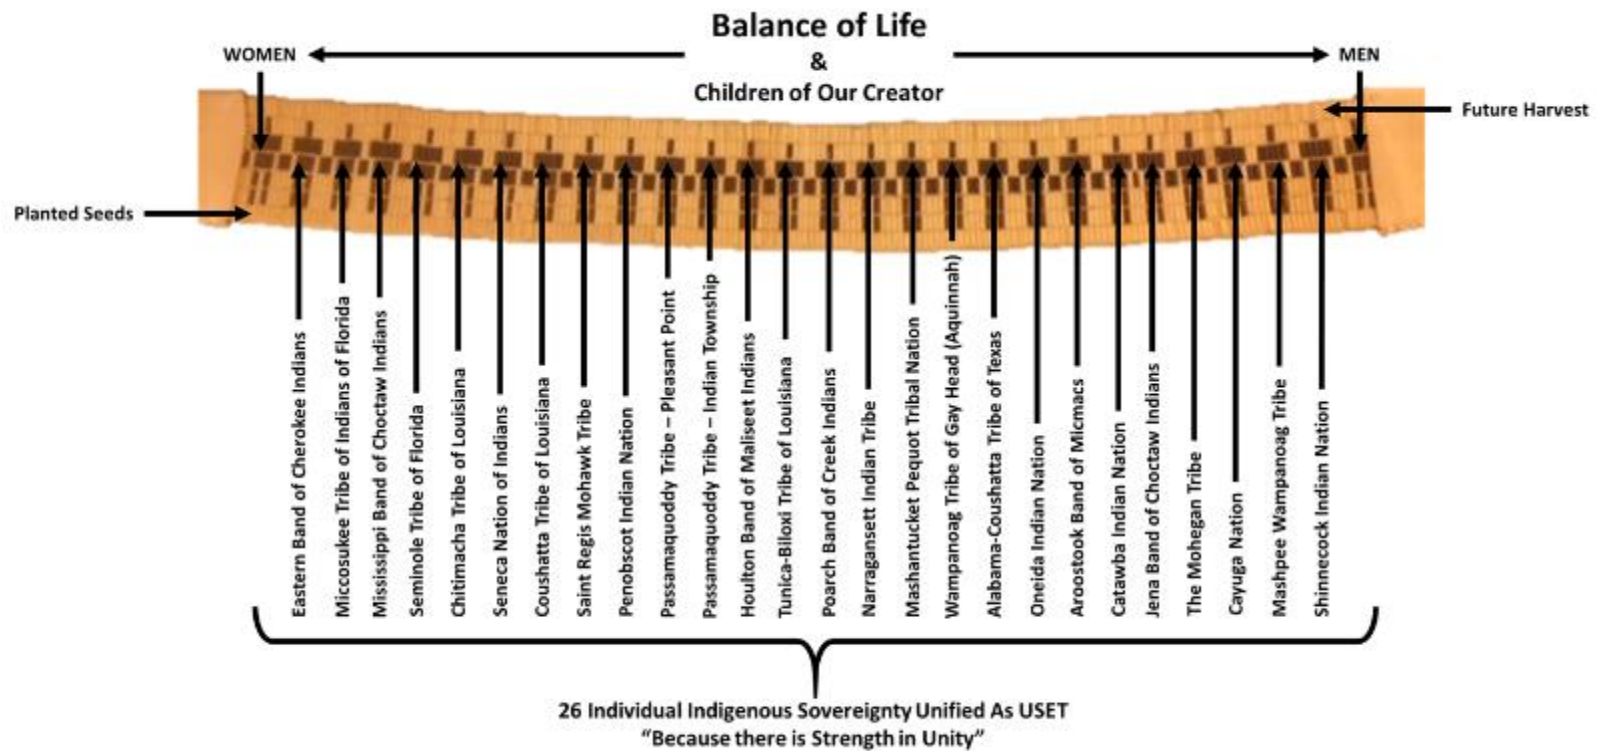 Balance of Life
&
Children of Our Creator
WOMEN
MEN
Future Harvest
Planted Seeds
Eastern Band of Cherokee Indians
Miccosukee Tribe of Indians of Florida
Mississippi Band of Choctaw Indians
Seminole Tribe of Florida
Chitimacha Tribe of Louisiana
Seneca Nation of Indians
Coushatta Tribe of Louisiana
Saint Regis Mohawk Tribe
Penobscot Indian Nation
Passamaquoddy Tribe – Pleasant Point
Passamaquoddy Tribe – Indian Township
Houlton Band of Maliseet Indians
Tunica-Biloxi Tribe of Louisiana
Poarch Band of Creek Indians
Narragansett Indian Tribe
Mashantucket Pequot Tribal Nation
Wampanoag Tribe of Gay Head (Aquinnah)
Alabama-Coushatta Tribe of Texas
Oneida Indian Nation
Aroostook Band of Micmacs
Catawba Indian Nation
Jena Band of Choctaw Indians
The Mohegan Tribe
Cayuga Nation
Mashpee Wampanoag Tribe
Shinnecock Indian Nation
26 Individual Indigenous Sovereignty Unified As USET
“Because there is Strength in Unity”